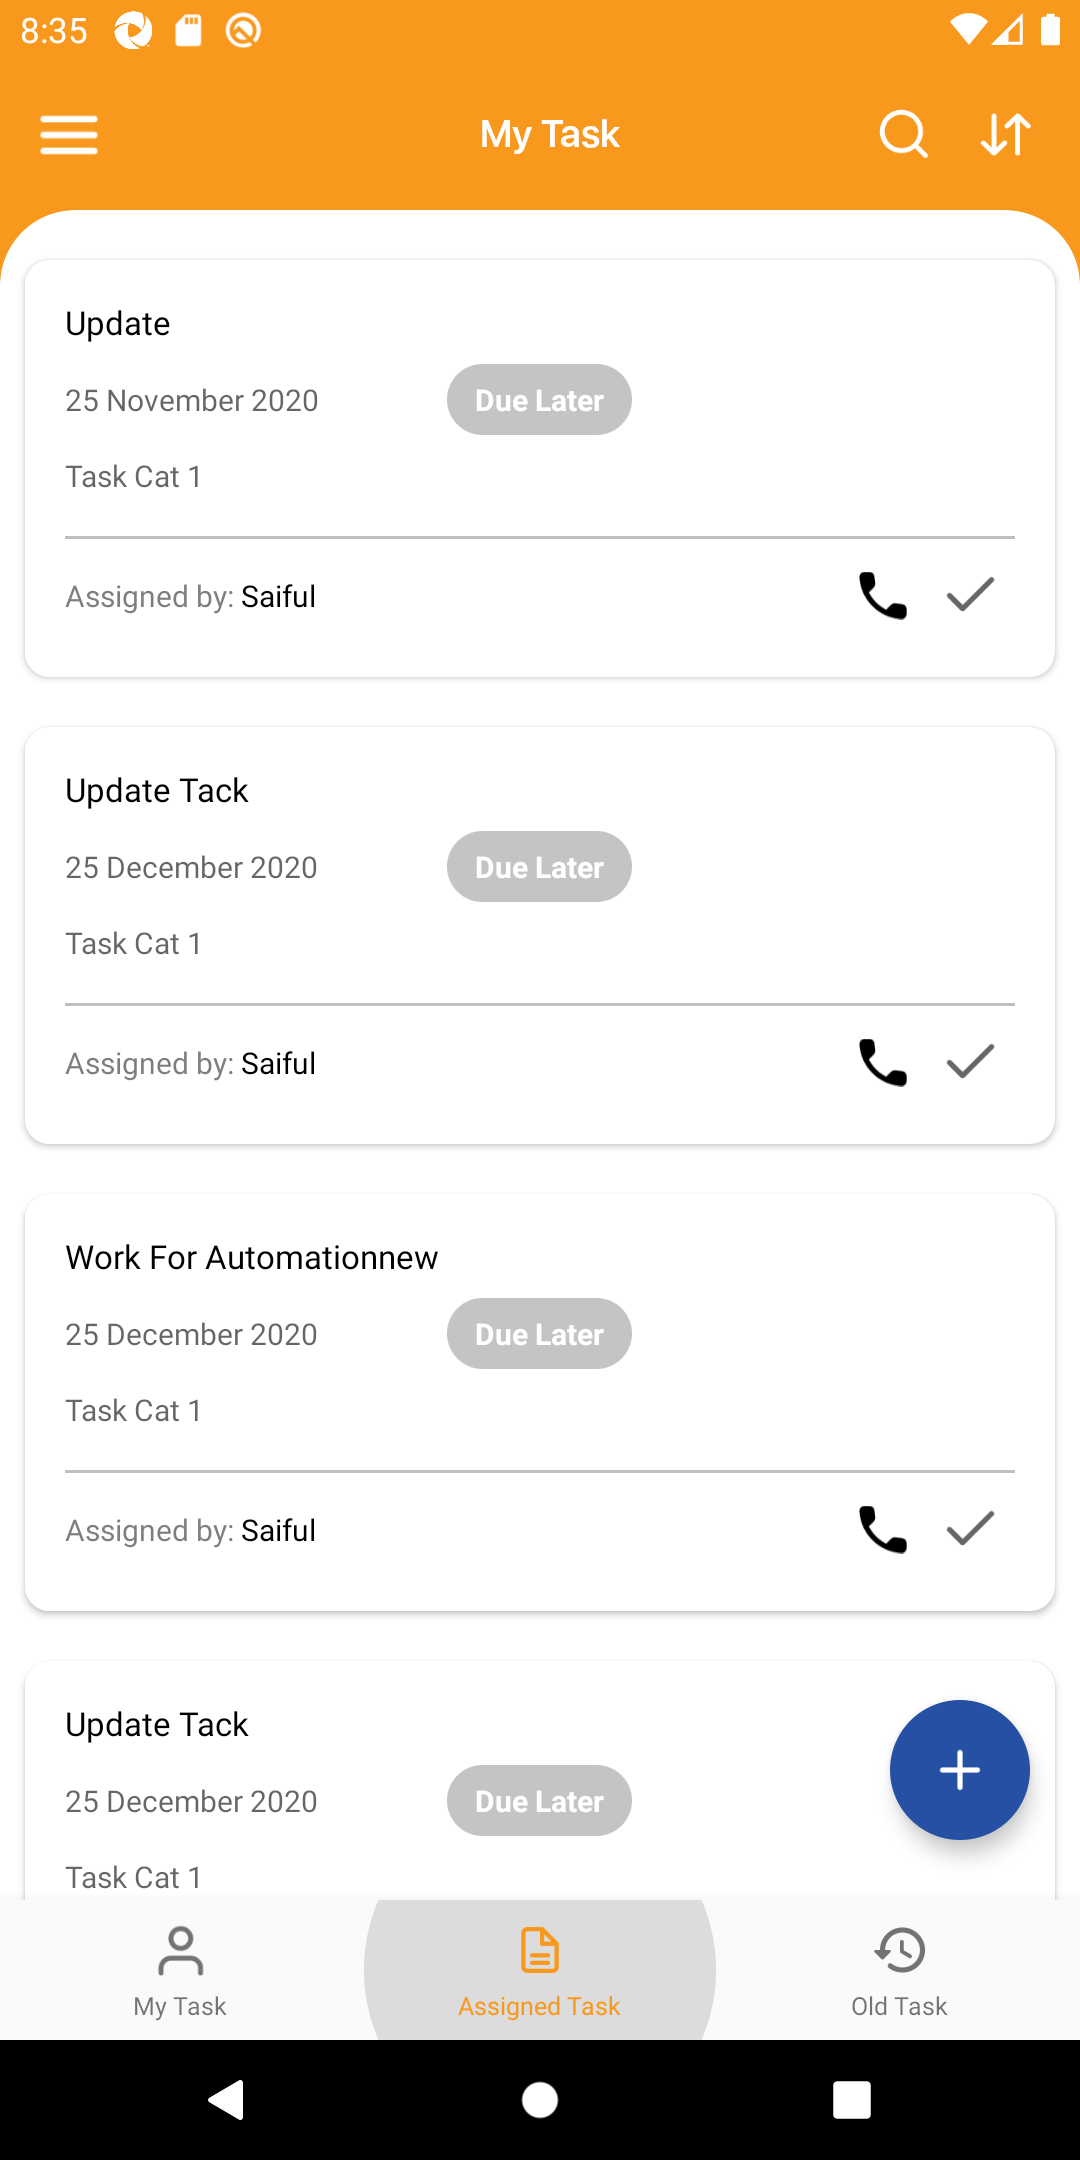 8:35
My Task
Update
25 November 2020
Due Later
Task Cat 1
Assigned by: Saiful
Update Tack
25 December 2020
Due Later
Task Cat 1
Assigned by: Saiful
Work For Automationnew
25 December 2020
Due Later
Task Cat 1
Assigned by: Saiful
Update Tack
25 December 2020
Due Later
Task Cat 1
My Task
Assigned Task
Old Task